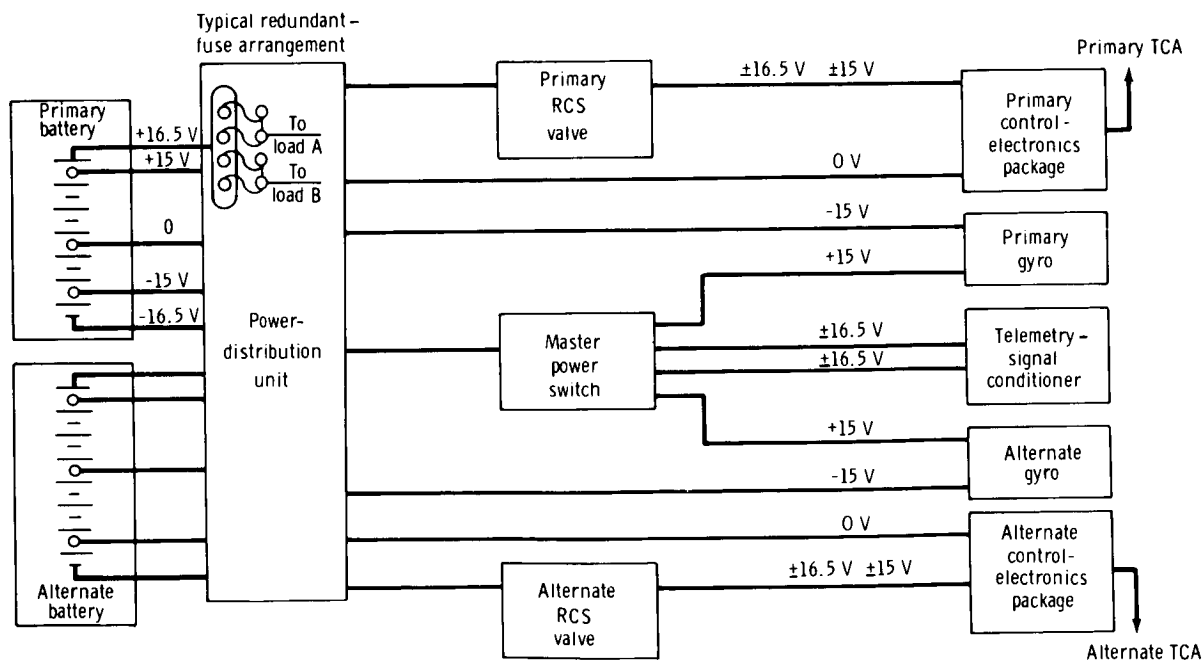 Typical redundant–
fuse arrangement
Primary TCA
Primary
battery
+16.5 V
+15 V
0
-15 V
-16.5 V
To
load A
To
load B
Power-
distribution
unit
Alternate
battery
Primary
RCS
valve
±16.5 V ±15 V
0 V
Primary
control-
electronics
package
-15 V
+15 V
Primary
gyro
Master
power
switch
±16.5 V
±16.5 V
Telemetry–
signal
conditioner
+15 V
-15 V
Alternate
gyro
0 V
±16.5 V ±15 V
Alternate
RCS
valve
Alternate
control-
electronics
package
Alternate TCA